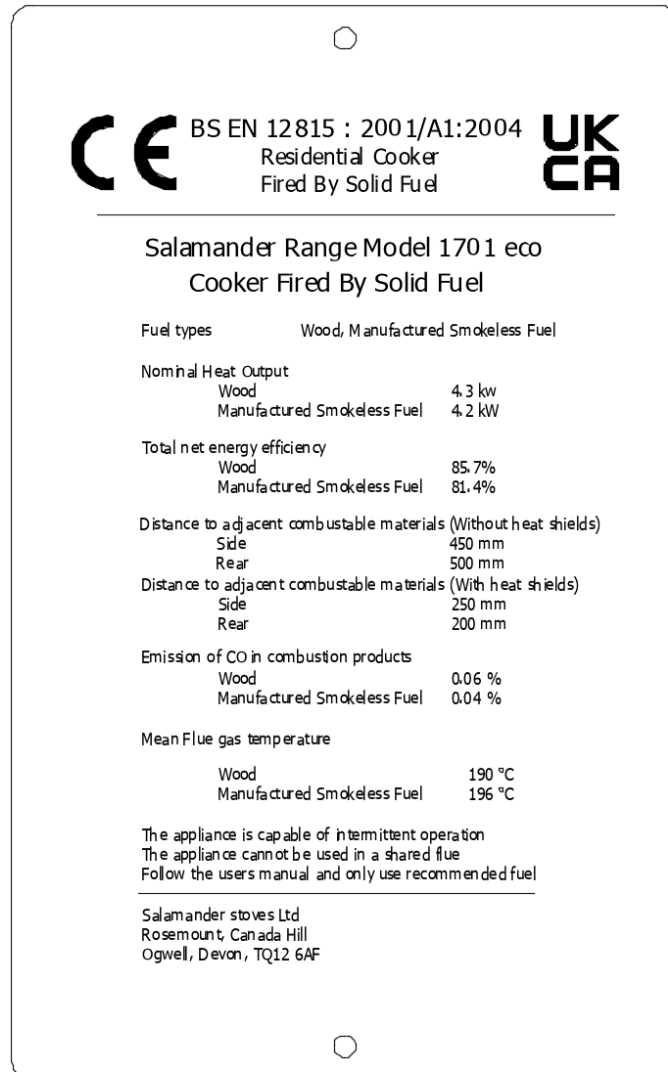 CE
BS EN 12815 : 2001/A1:2004
Residential Cooker
Fired By Solid Fuel
UK
CA
Salamander Range Model 1701 eco
Cooker Fired By Solid Fuel
Fuel types Wood, Manufactured Smokeless Fuel
Nominal Heat Output
Wood 4.3 kw
Manufactured Smokeless Fuel 4.2 kW
Total net energy efficiency
Wood 85.7%
Manufactured Smokeless Fuel 81.4%
Distance to adjacent combustable materials (Without heat shields)
Side 450 mm
Rear 500 mm
Distance to adjacent combustable materials (With heat shields)
Side 250 mm
Rear 200 mm
Emission of CO in combustion products
Wood 0.06 %
Manufactured Smokeless Fuel 0.04 %
Mean Flue gas temperature
Wood 190 °C
Manufactured Smokeless Fuel 196 °C
The appliance is capable of intermittent operation
The appliance cannot be used in a shared flue
Follow the users manual and only use recommended fuel
Salamander stoves Ltd
Rosemount, Canada Hill
Ogwell, Devon, TQ12 6AF